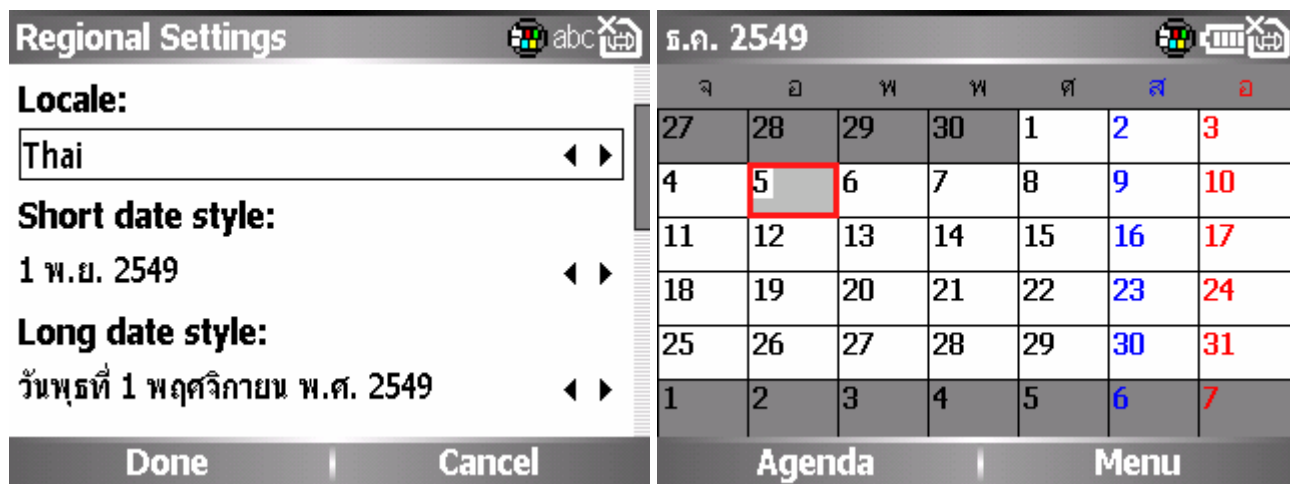 Regional Settings abc
Locale:
Thai
Short date style:
1 พ.ย. 2549
Long date style:
วันพุธที่ 1 พฤศจิกายน พ.ศ. 2549
Done Cancel
ธ.ค. 2549
จ อ พ พ ศ ส อ
27 28 29 30 1 2 3
4 5 6 7 8 9 10
11 12 13 14 15 16 17
18 19 20 21 22 23 24
25 26 27 28 29 30 31
1 2 3 4 5 6 7
Agenda Menu